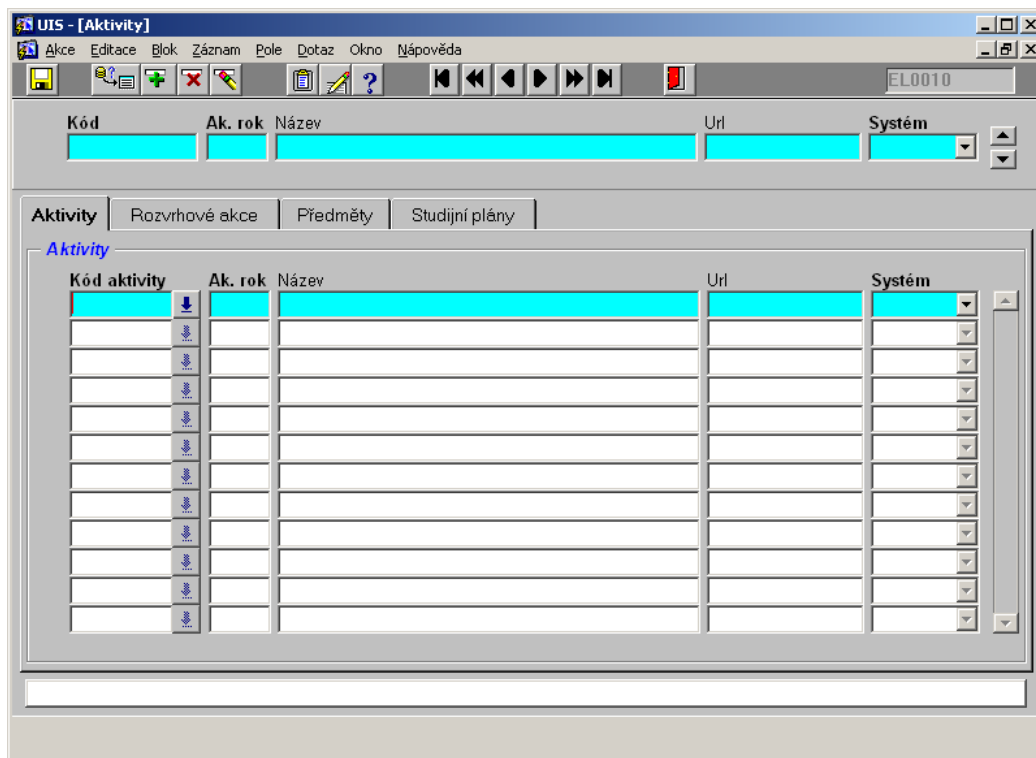 UIS - [Aktivity]
Akce Editace Blok Záznam Pole Dotaz Okno Nápověda
EL0010
Kód Ak. rok Název Url Systém
Aktivity Rozvrhové akce Předměty Studijní plány
Aktivity
Kód aktivity Ak. rok Název Url Systém